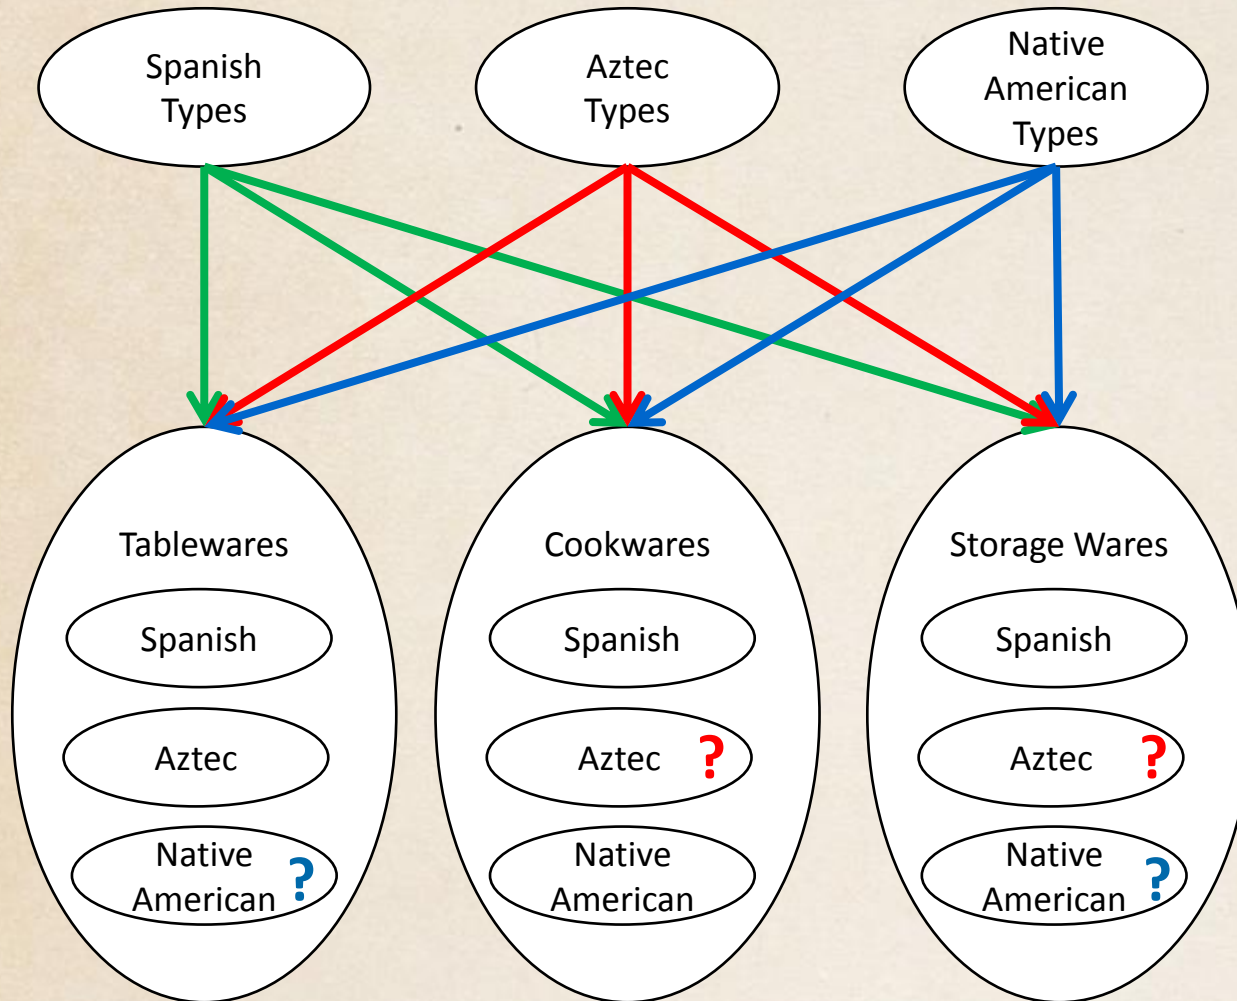 Spanish
Types
Aztec
Types
Native
American
Types
Tablewares
Spanish
Aztec
Native
American ?
Cookwares
Spanish
Aztec ?
Native
American
Storage Wares
Spanish
Aztec ?
Native
American ?